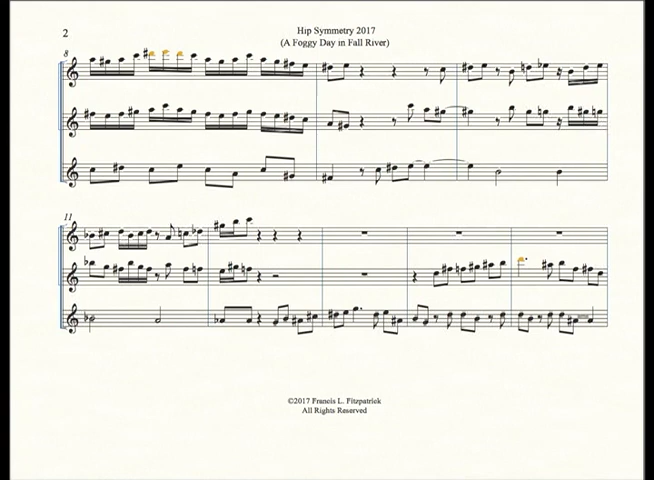 2
Hip Symmetry 2017
(A Foggy Day in Fall River)
8
11
©2017 Francis L. Fitzpatrick
All Rights Reserved